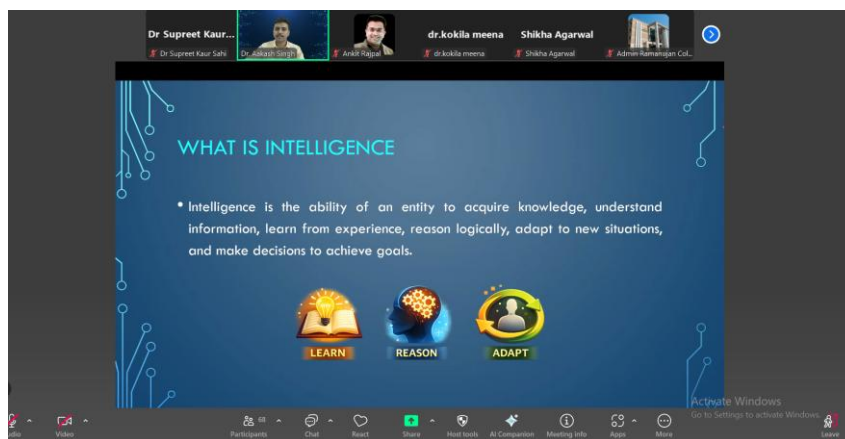 Dr Supreet Kaur...
dr.kokila meena
Shikha Agarwal
Dr Supreet Kaur Sahi
Dr. Aakash Singh
Ankit Rajpal
dr.kokila meena
Shikha Agarwal
Admin Ramanujan Col...
WHAT IS INTELLIGENCE
• Intelligence is the ability of an entity to acquire knowledge, understand
information, learn from experience, reason logically, adapt to new situations,
and make decisions to achieve goals.
LEARN
REASON
ADAPT
Activate Windows
Go to Settings to activate Windows.
udio
Video
Participants
Chat
React
Share
Host tools
AI Companion
Meeting info
Apps
More
Leave